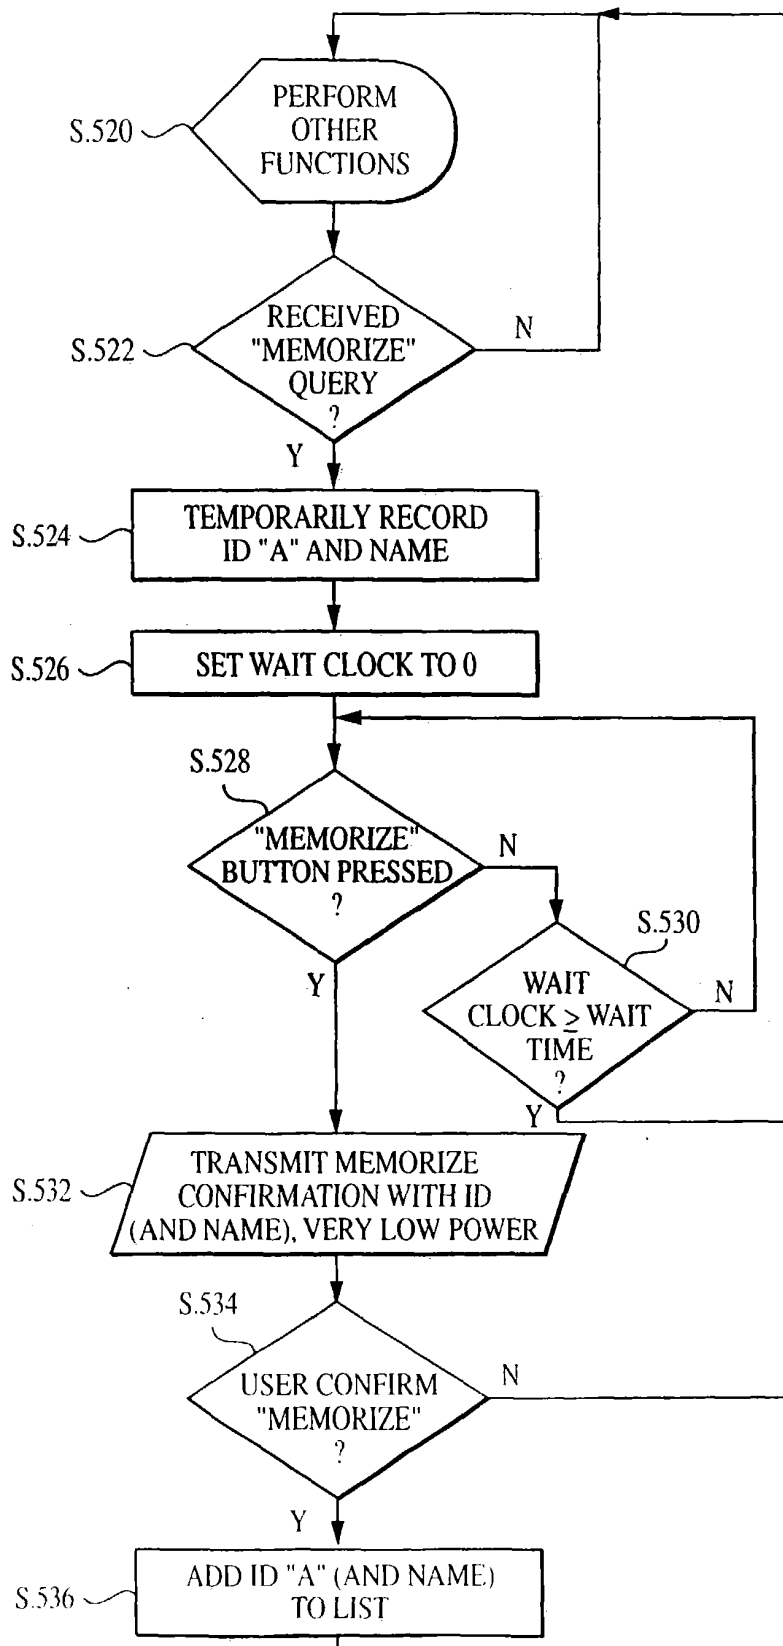 S.520
PERFORM
OTHER
FUNCTIONS
S.522
RECEIVED
"MEMORIZE"
QUERY
?
N
Y
S.524
TEMPORARILY RECORD
ID "A" AND NAME
S.526
SET WAIT CLOCK TO 0
S.528
"MEMORIZE"
BUTTON PRESSED
?
N
Y
S.530
WAIT
CLOCK ≥ WAIT
TIME
?
N
Y
S.532
TRANSMIT MEMORIZE
CONFIRMATION WITH ID
(AND NAME), VERY LOW POWER
S.534
USER CONFIRM
"MEMORIZE"
?
N
Y
S.536
ADD ID "A" (AND NAME)
TO LIST